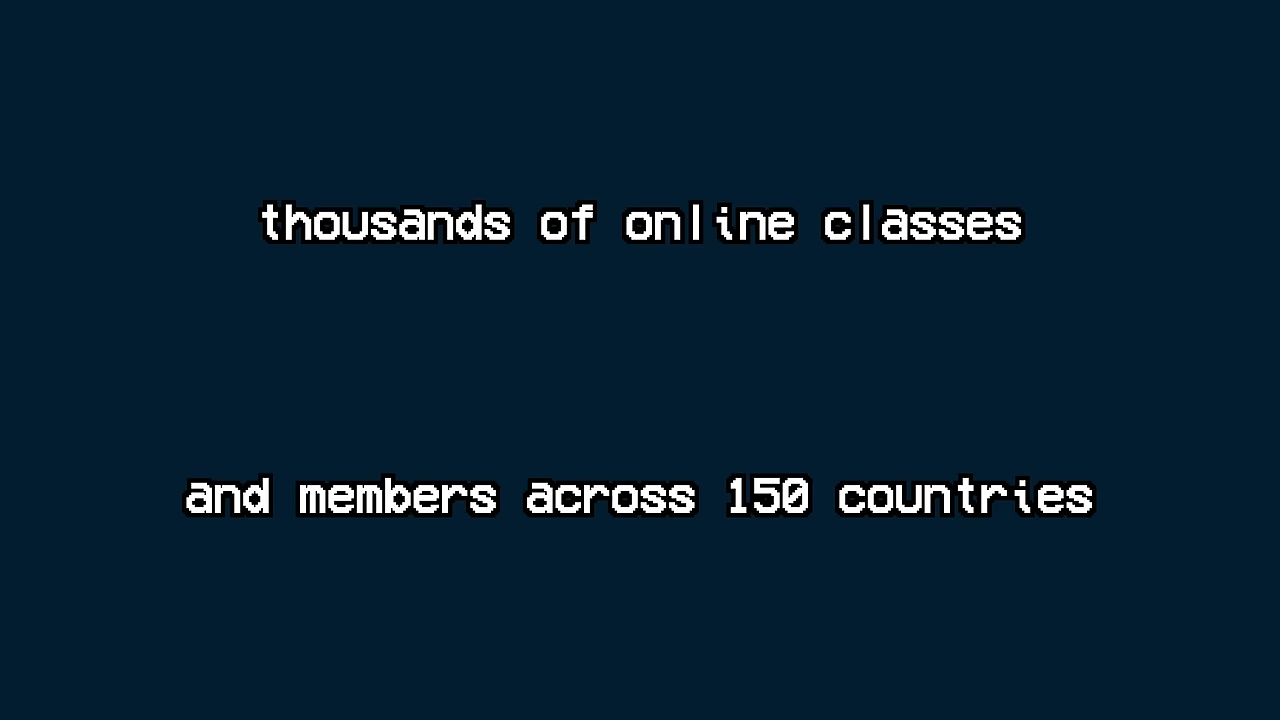 thousands of online classes
and members across 150 countries